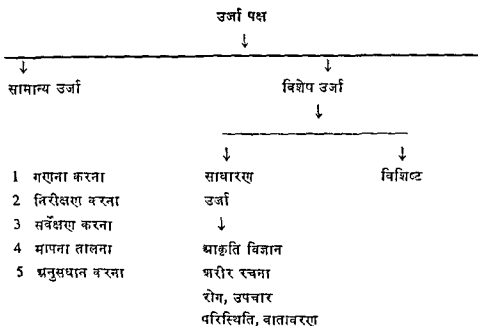 उर्जा पक्ष
सामान्य उर्जा विशेष उर्जा
1 गणना करना साधारण विशिष्ट
2 निरीक्षण करना उर्जा
3 सर्वेक्षण करना
4 मापना तालना प्राकृति विज्ञान
5 अनुसधान करना शरीर रचना
रोग, उपचार
परिस्थिति, वातावरण